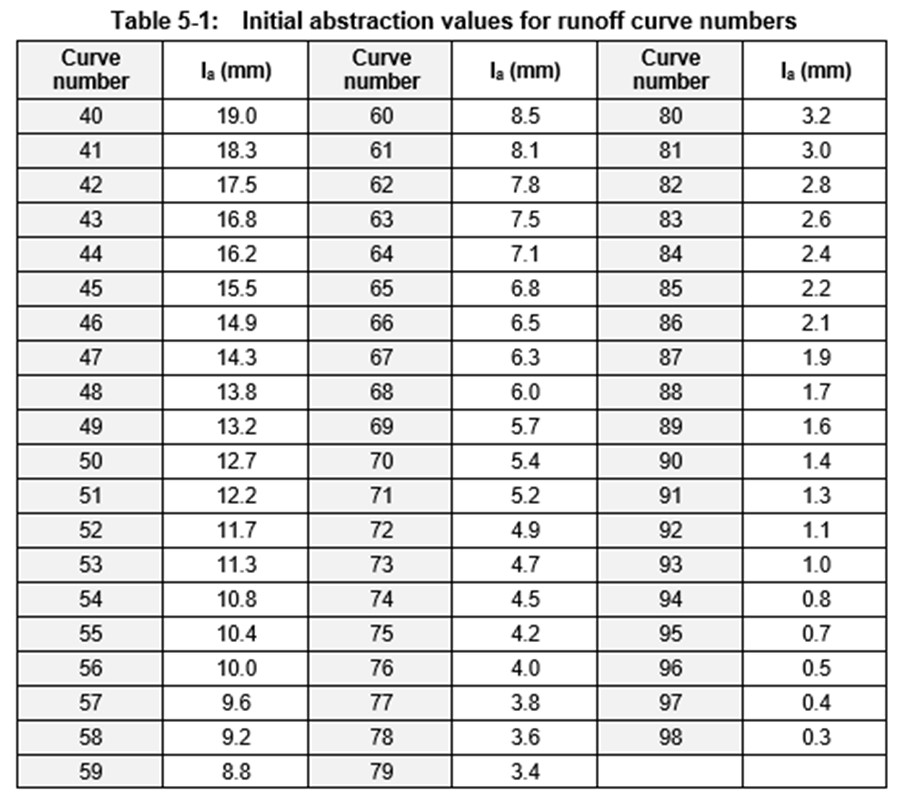 Table 5-1: Initial abstraction values for runoff curve numbers
Curve number Ia (mm) Curve number Ia (mm) Curve number Ia (mm)
40 19.0 60 8.5 80 3.2
41 18.3 61 8.1 81 3.0
42 17.5 62 7.8 82 2.8
43 16.8 63 7.5 83 2.6
44 16.2 64 7.1 84 2.4
45 15.5 65 6.8 85 2.2
46 14.9 66 6.5 86 2.1
47 14.3 67 6.3 87 1.9
48 13.8 68 6.0 88 1.7
49 13.2 69 5.7 89 1.6
50 12.7 70 5.4 90 1.4
51 12.2 71 5.2 91 1.3
52 11.7 72 4.9 92 1.1
53 11.3 73 4.7 93 1.0
54 10.8 74 4.5 94 0.8
55 10.4 75 4.2 95 0.7
56 10.0 76 4.0 96 0.5
57 9.6 77 3.8 97 0.4
58 9.2 78 3.6 98 0.3
59 8.8 79 3.4